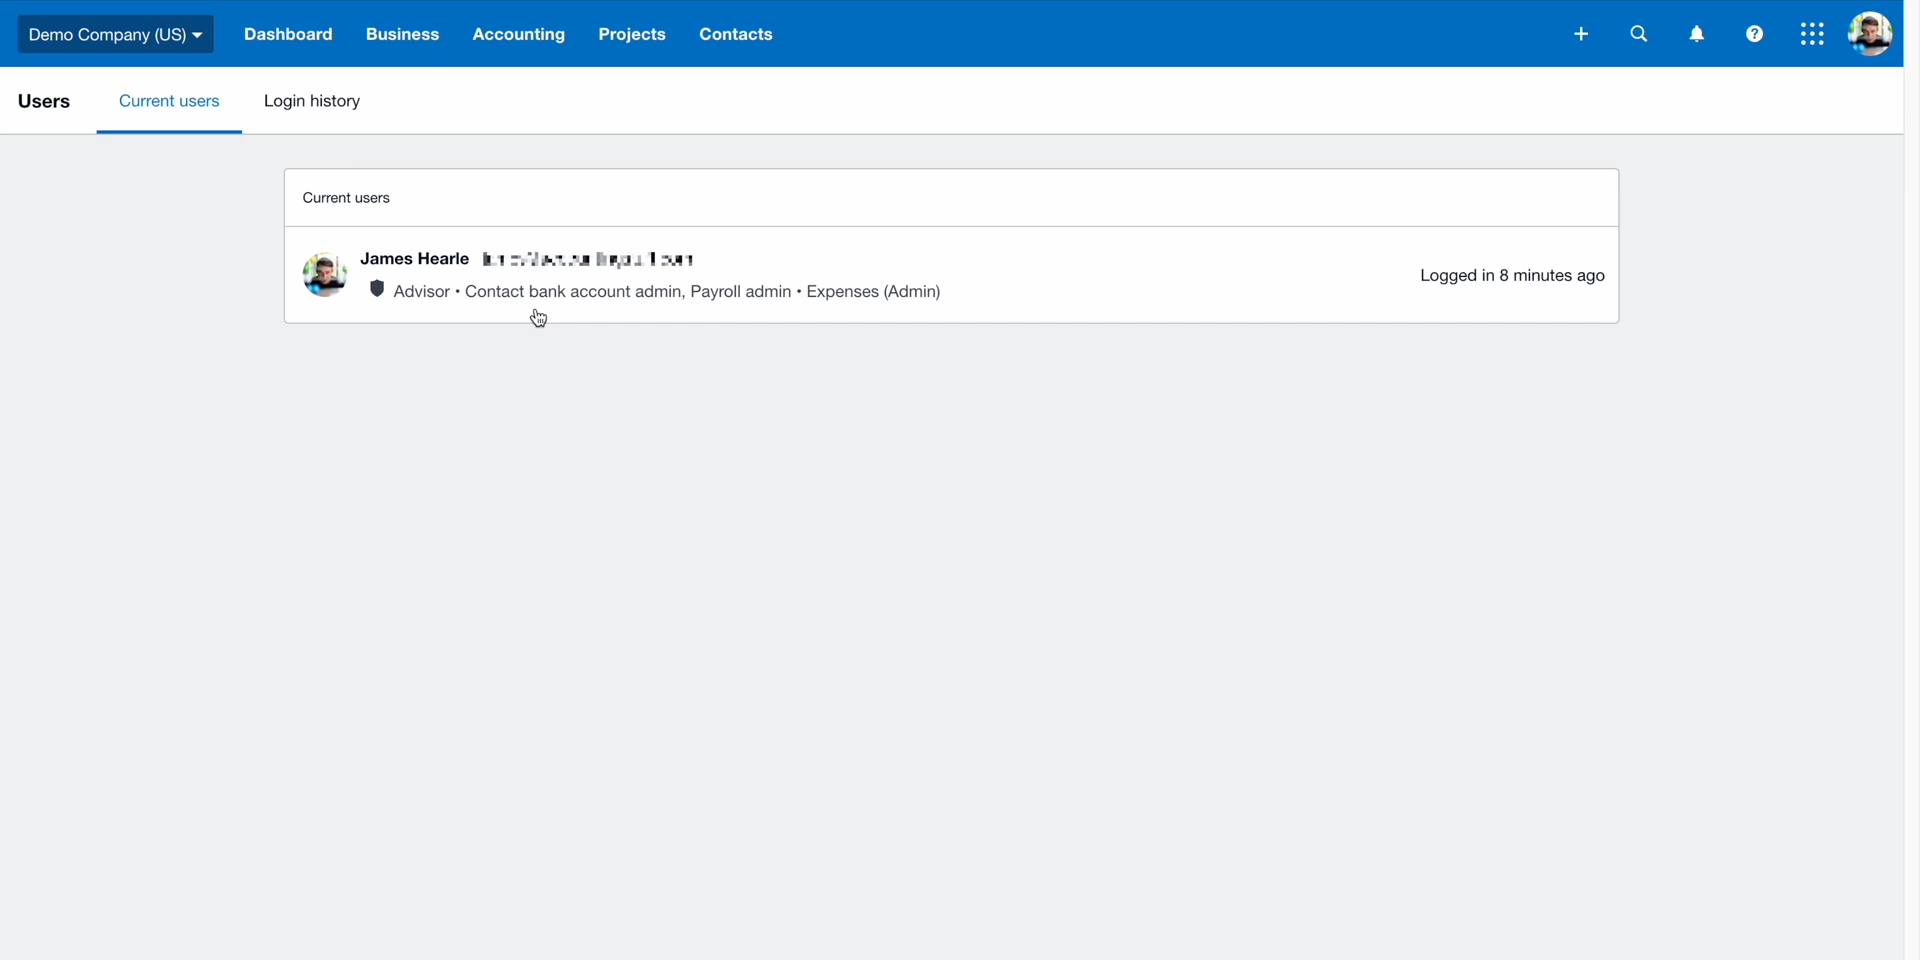 Demo Company (US) Dashboard Business Accounting Projects Contacts
Users Current users Login history
Current users
James Hearle
Logged in 8 minutes ago
Advisor • Contact bank account admin, Payroll admin • Expenses (Admin)